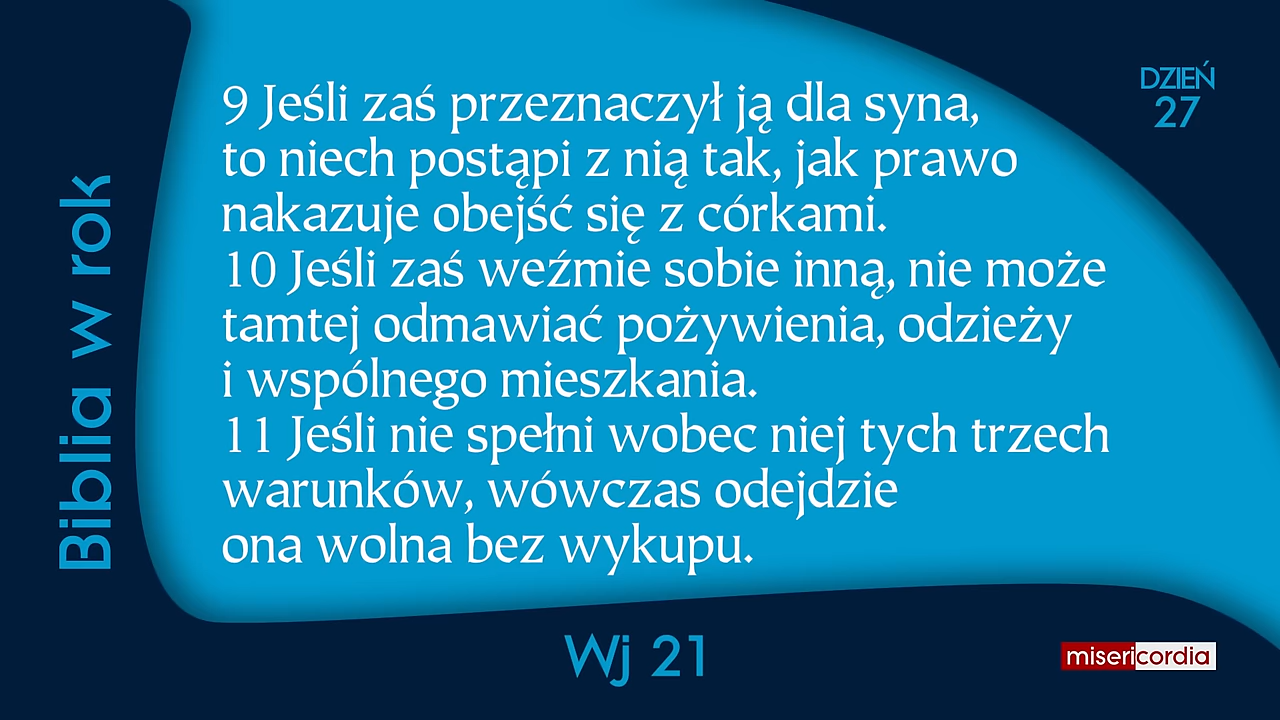 DZIEŃ
27
9 Jeśli zaś przeznaczył ją dla syna,
to niech postąpi z nią tak, jak prawo
nakazuje obejść się z córkami.
10 Jeśli zaś weźmie sobie inną, nie może
tamtej odmawiać pożywienia, odzieży
i wspólnego mieszkania.
11 Jeśli nie spełni wobec niej tych trzech
warunków, wówczas odejdzie
ona wolna bez wykupu.
Biblia w rok
Wj 21
misericordia